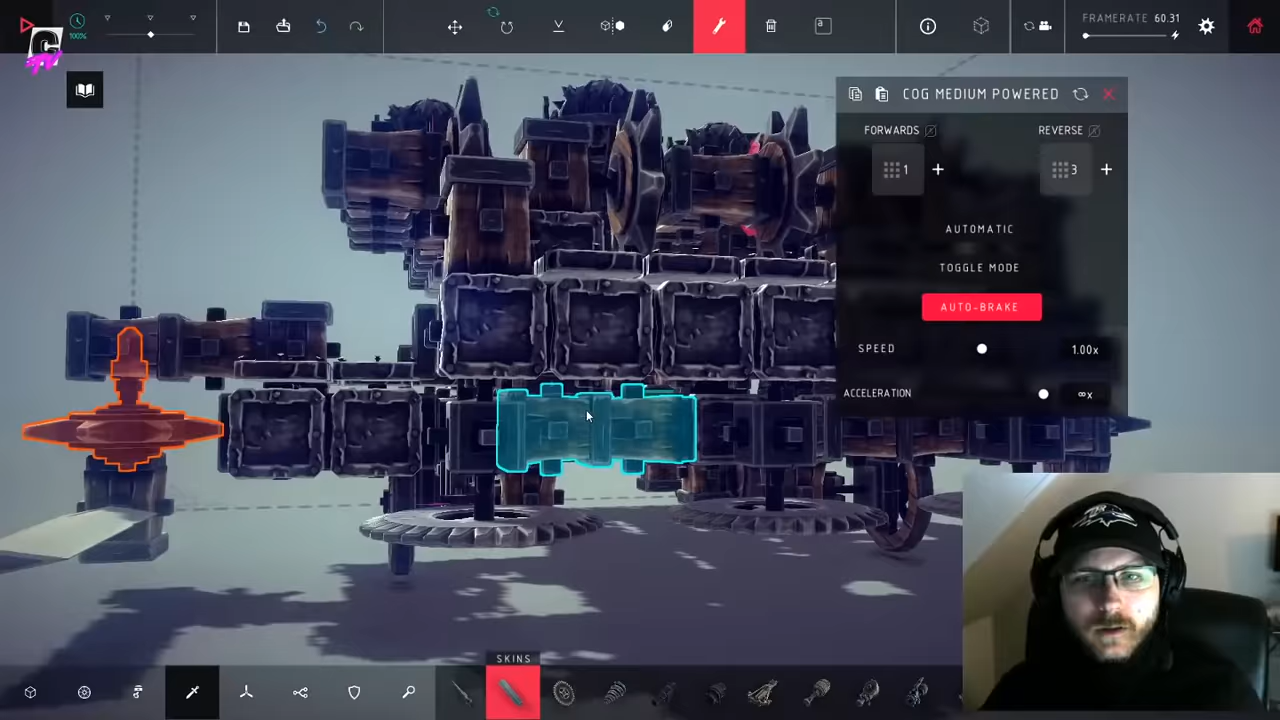 100%
a
FRAMERATE 60.31
COG MEDIUM POWERED
FORWARDS
REVERSE
1
+
3
+
AUTOMATIC
TOGGLE MODE
AUTO-BRAKE
SPEED
1.00x
ACCELERATION
∞x
SKINS